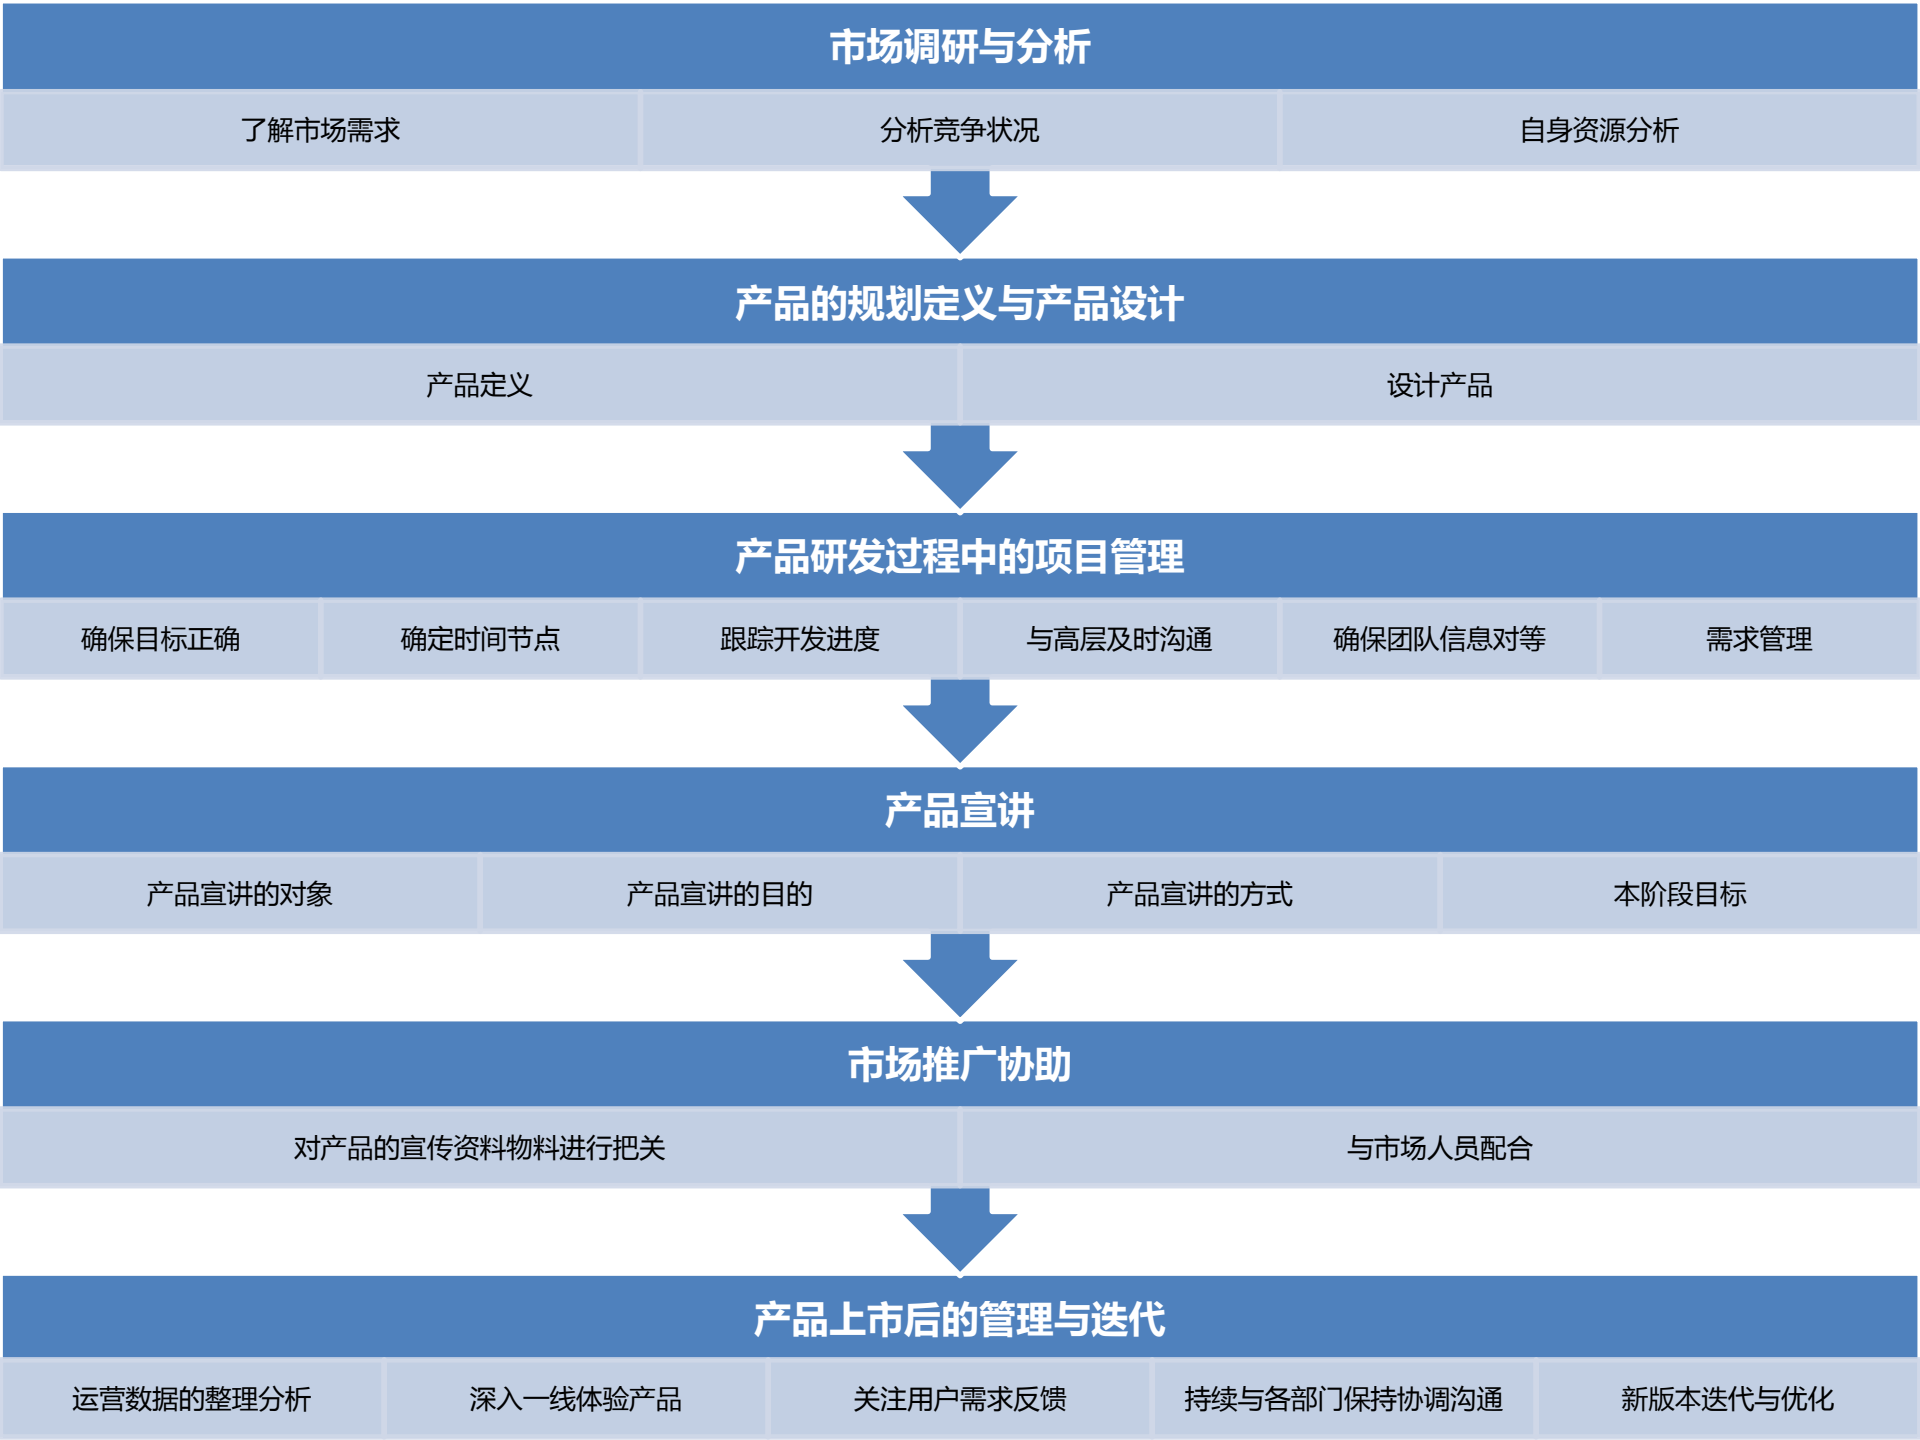 市场调研与分析
了解市场需求 分析竞争状况 自身资源分析
产品的规划定义与产品设计
产品定义 设计产品
产品研发过程中的项目管理
确保目标正确 确定时间节点 跟踪开发进度 与高层及时沟通 确保团队信息对等 需求管理
产品宣讲
产品宣讲的对象 产品宣讲的目的 产品宣讲的方式 本阶段目标
市场推广协助
对产品的宣传资料物料进行把关 与市场人员配合
产品上市后的管理与迭代
运营数据的整理分析 深入一线体验产品 关注用户需求反馈 持续与各部门保持协调沟通 新版本迭代与优化